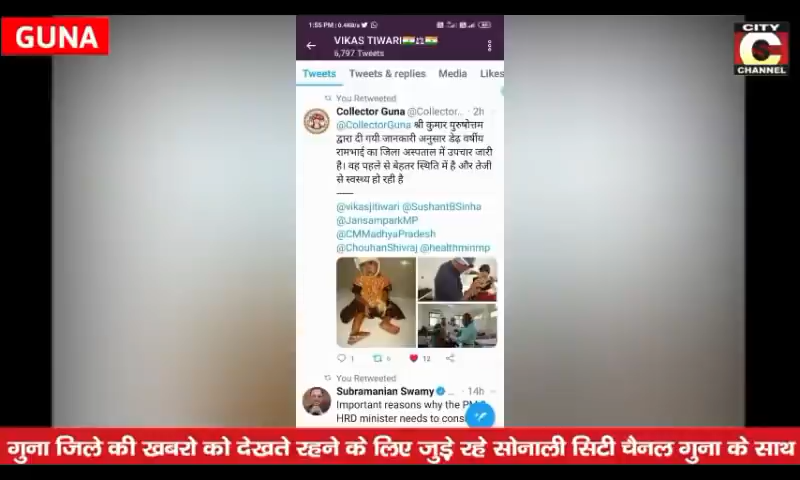 GUNA
CITY
C
CHANNEL
1:55 PM
VIKAS TIWARI
6,797 Tweets
Tweets Tweets & replies Media Likes
You Retweeted
Collector Guna @Collector... · 2h
@CollectorGuna श्री कुमार पुरुषोत्तम
द्वारा दी गयी जानकारी अनुसार डेढ़ वर्षीय
रामभाई का जिला अस्पताल में उपचार जारी
है। वह पहले से बेहतर स्थिति में है और तेजी
से स्वस्थ्य हो रही है
------
@vikasjitiwari @SushantBSinha
@JansamparkMP
@CMMadhyaPradesh
@ChouhanShivraj @healthminmp
1 6 12
You Retweeted
Subramanian Swamy ... · 14h
Important reasons why the
HRD minister needs to
गुना जिले की खबरो को देखते रहने के लिए जुड़े रहे सोनाली सिटी चैनल गुना के साथ